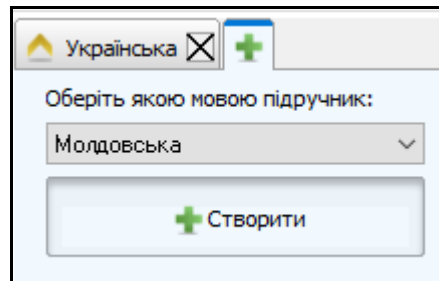 Українська
Оберіть якою мовою підручник:
Молдовська
Створити